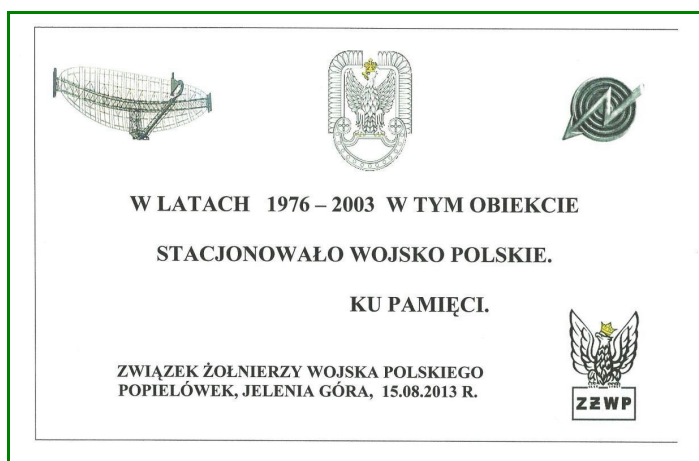 W LATACH 1976 – 2003 W TYM OBIEKCIE
STACJONOWAŁO WOJSKO POLSKIE.
KU PAMIĘCI.
ZWIĄZEK ŻOŁNIERZY WOJSKA POLSKIEGO
POPIELÓWEK, JELENIA GÓRA, 15.08.2013 R.
ZŻWP